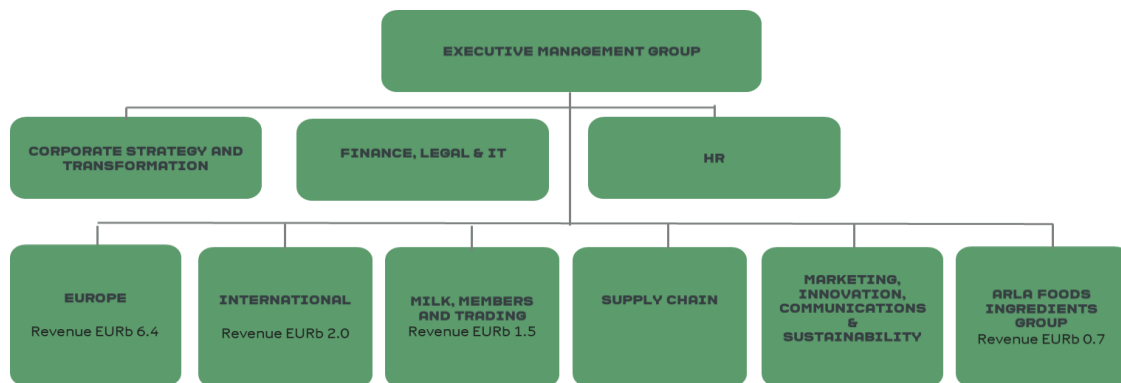 EXECUTIVE MANAGEMENT GROUP
CORPORATE STRATEGY AND
TRANSFORMATION
FINANCE, LEGAL & IT
HR
EUROPE
Revenue EURb 6.4
INTERNATIONAL
Revenue EURb 2.0
MILK, MEMBERS
AND TRADING
Revenue EURb 1.5
SUPPLY CHAIN
MARKETING,
INNOVATION,
COMMUNICATIONS
&
SUSTAINABILITY
ARLA FOODS
INGREDIENTS
GROUP
Revenue EURb 0.7